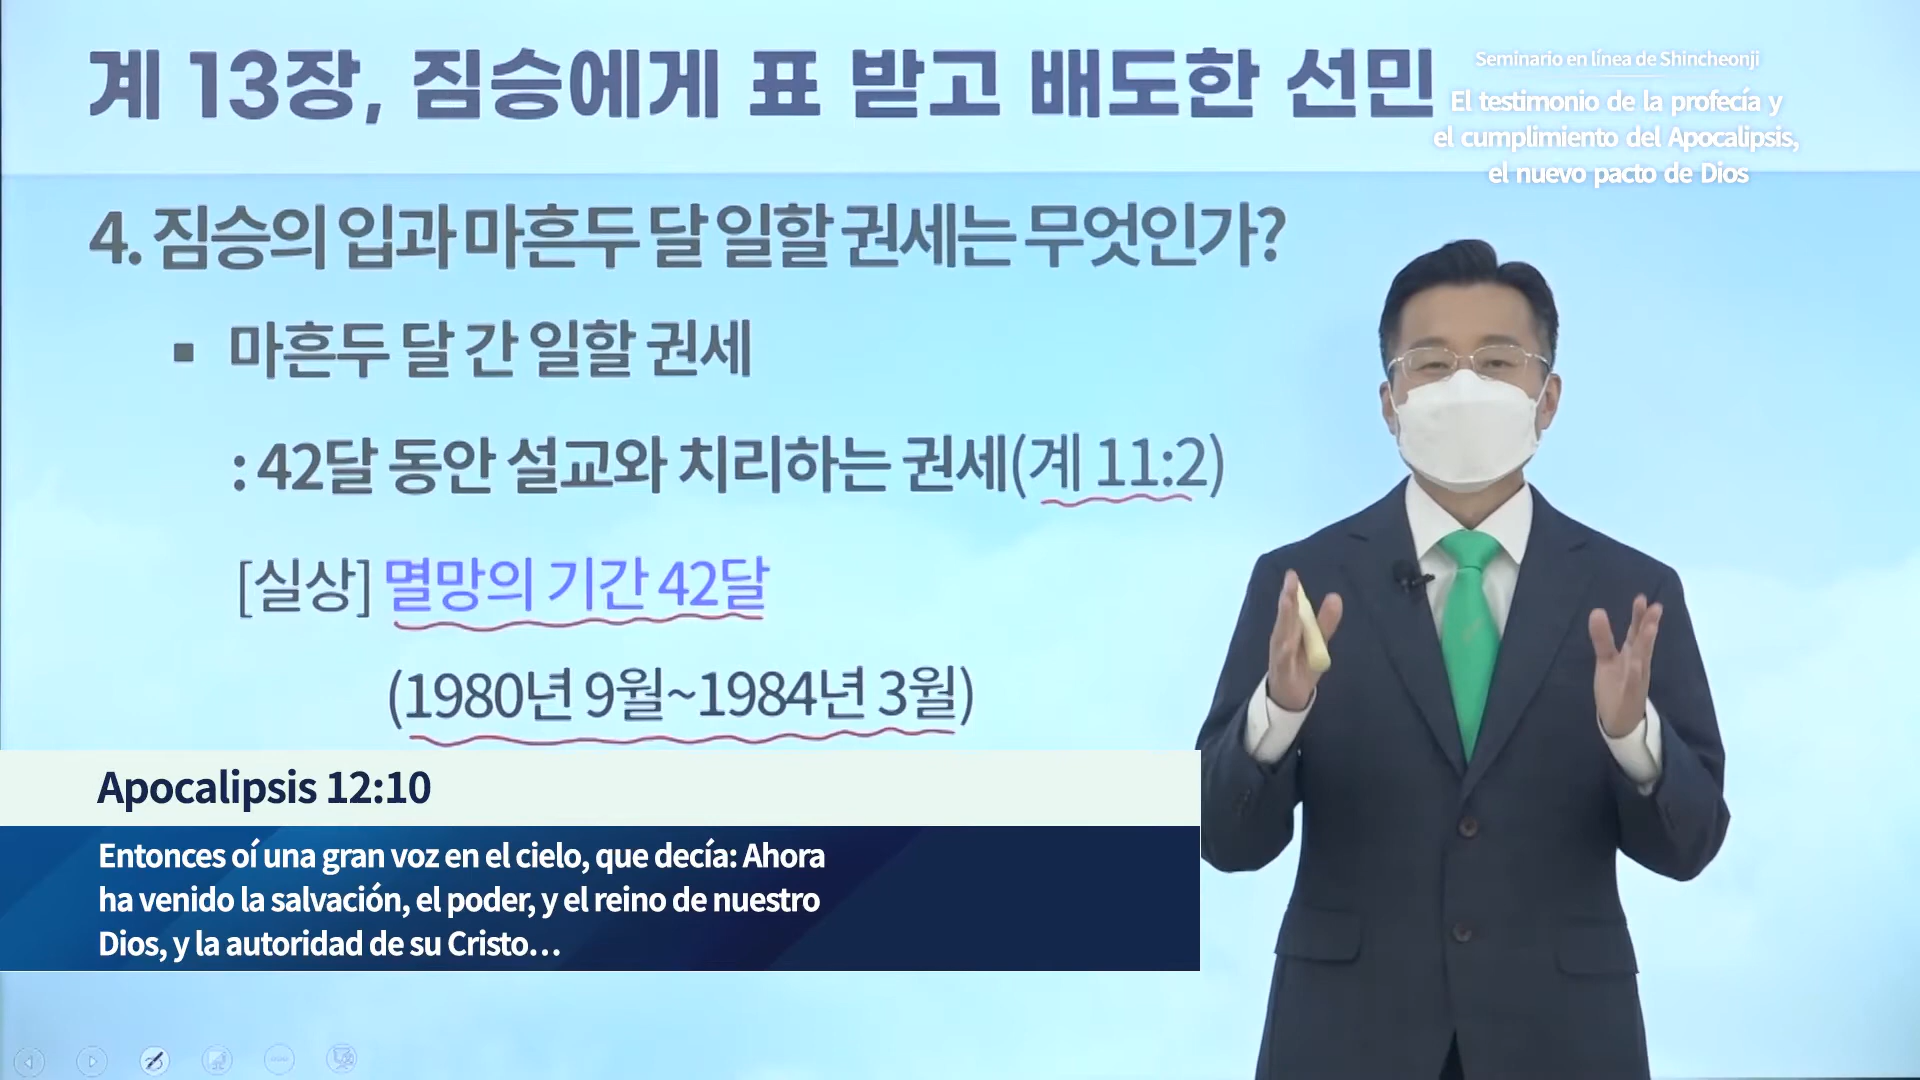 계 13장, 짐승에게 표 받고 배도한 선민
Seminario en línea de Shincheonji
El testimonio de la profecía y
el cumplimiento del Apocalipsis,
el nuevo pacto de Dios
4. 짐승의 입과 마흔두 달 일할 권세는 무엇인가?
▪ 마흔두 달 간 일할 권세
: 42달 동안 설교와 치리하는 권세(계 11:2)
[실상] 멸망의 기간 42달
(1980년 9월~1984년 3월)
Apocalipsis 12:10
Entonces oí una gran voz en el cielo, que decía: Ahora
ha venido la salvación, el poder, y el reino de nuestro
Dios, y la autoridad de su Cristo…